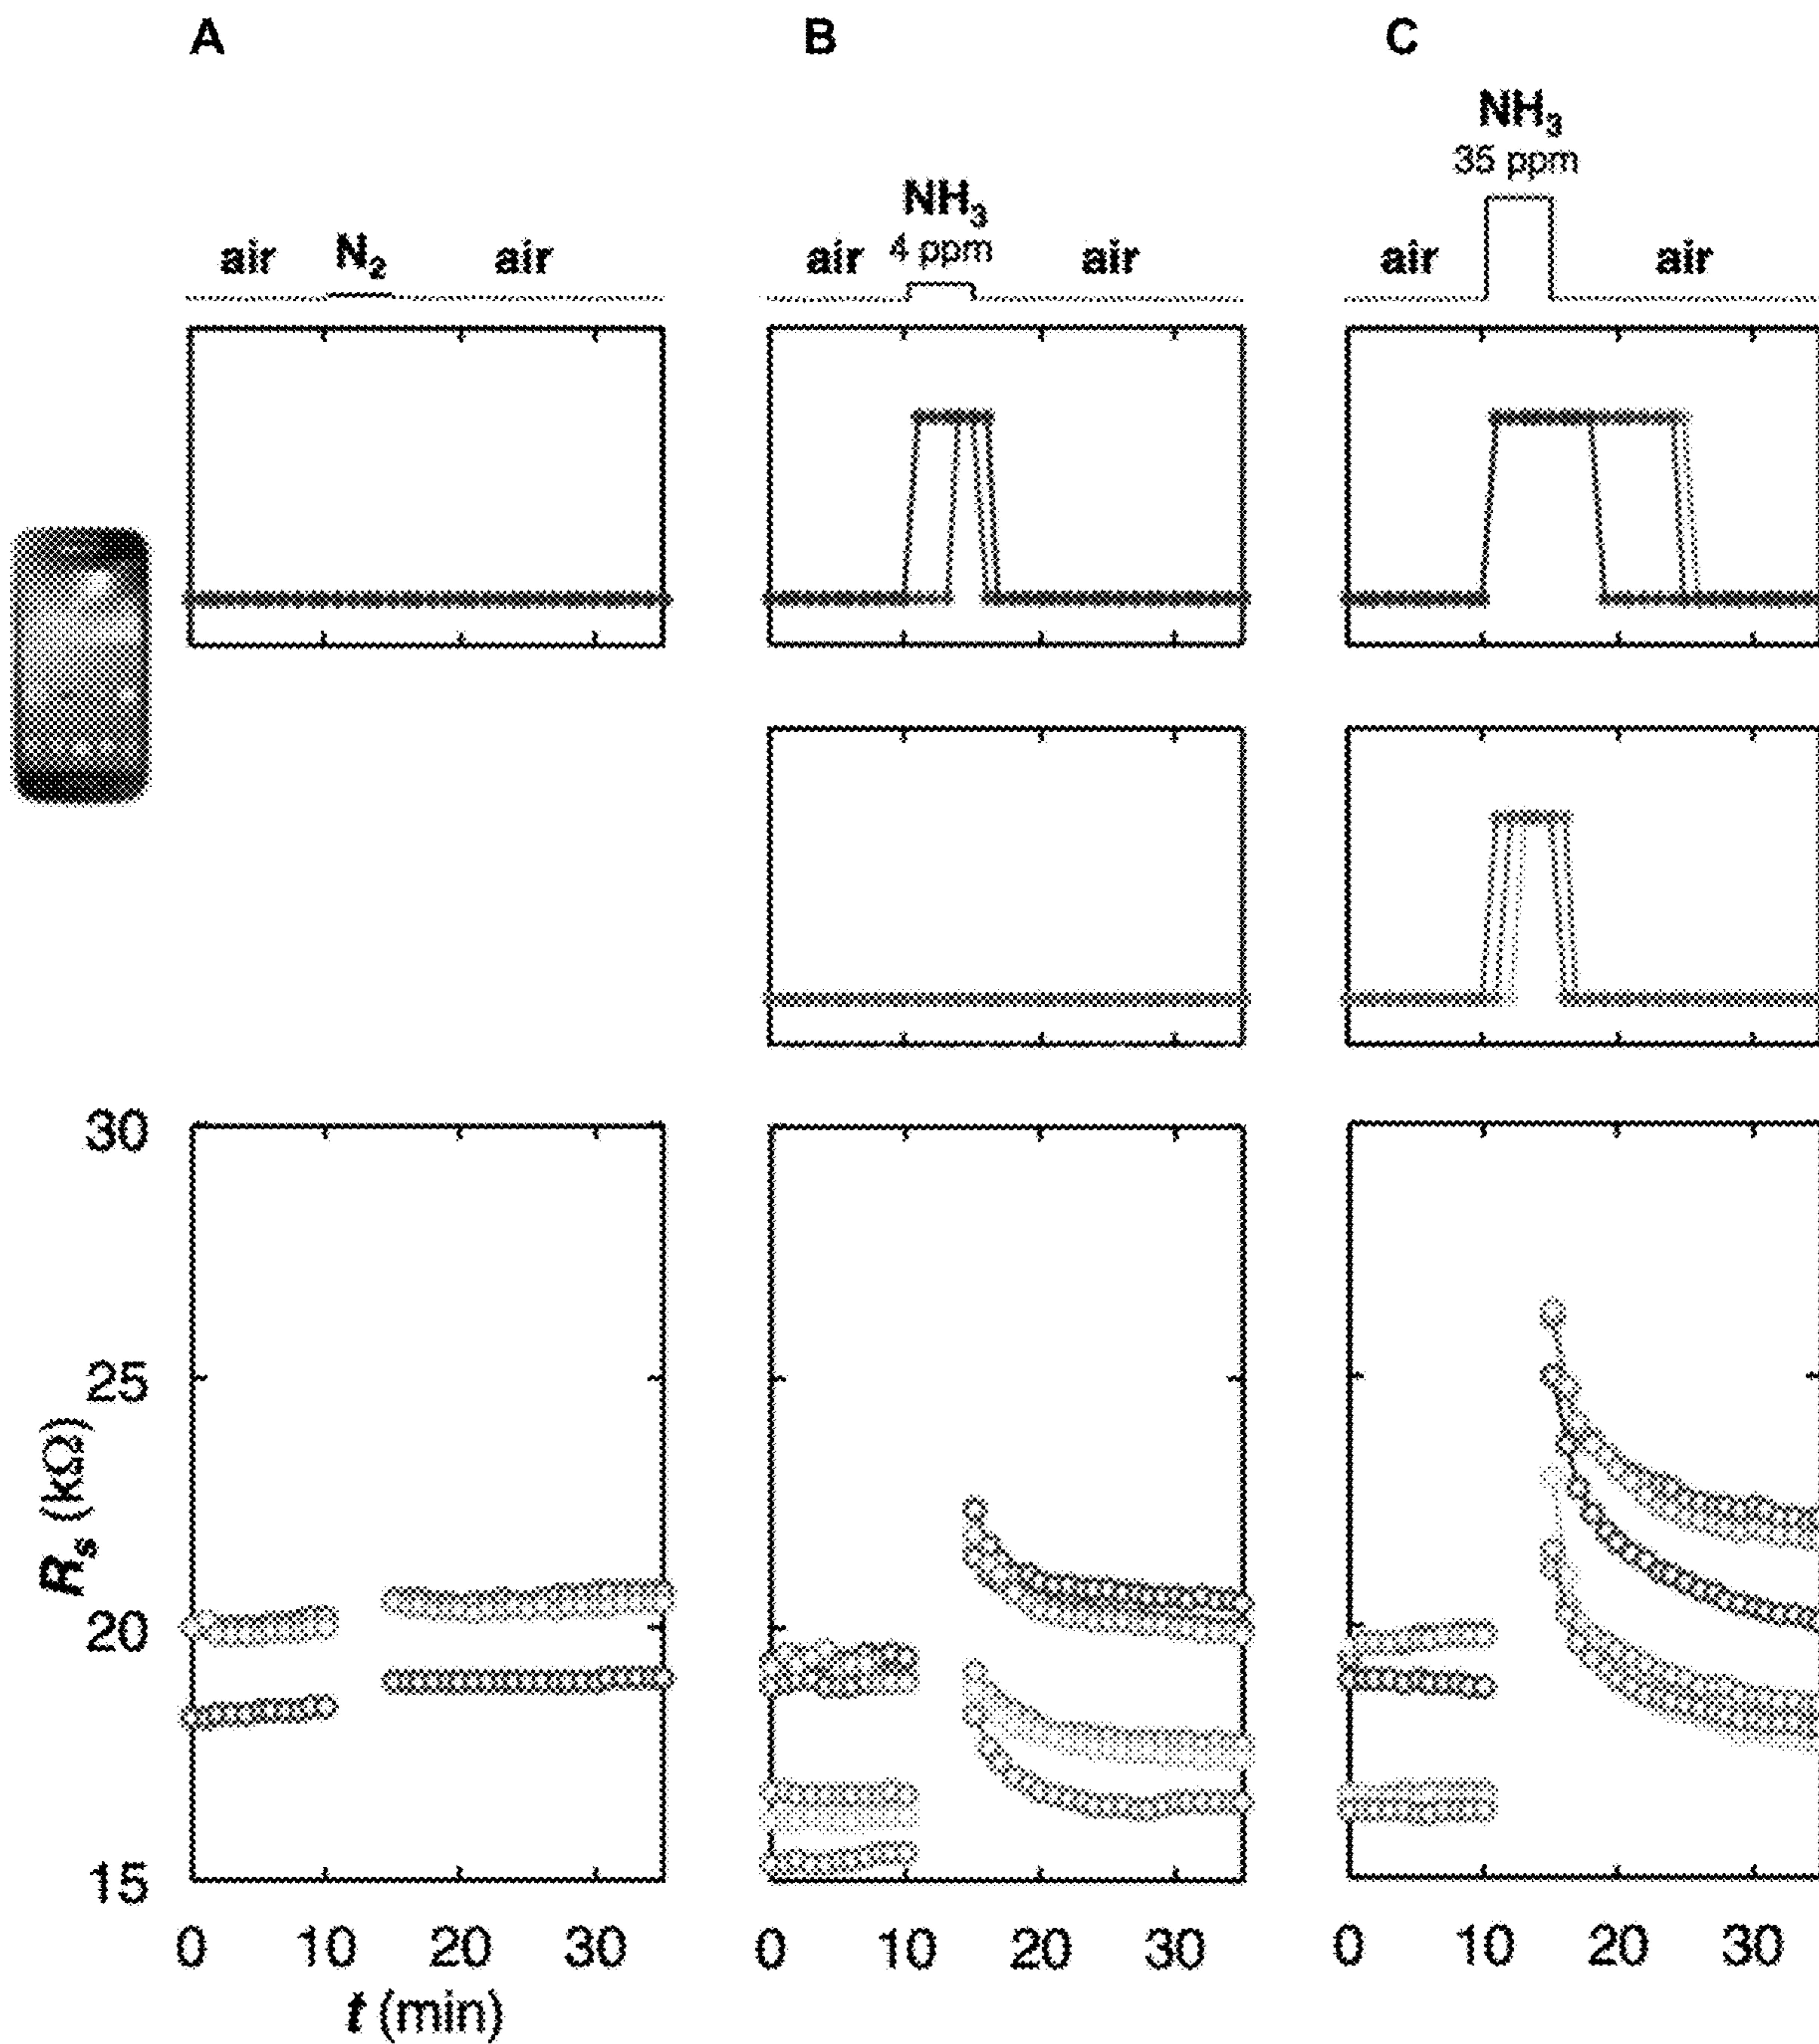 A B C
NH₃
35 ppm
NH₃
air N₂ air air 4 ppm air air air
30
25
20
15
R_s (kΩ)
0 10 20 30 0 10 20 30 0 10 20 30
t (min)